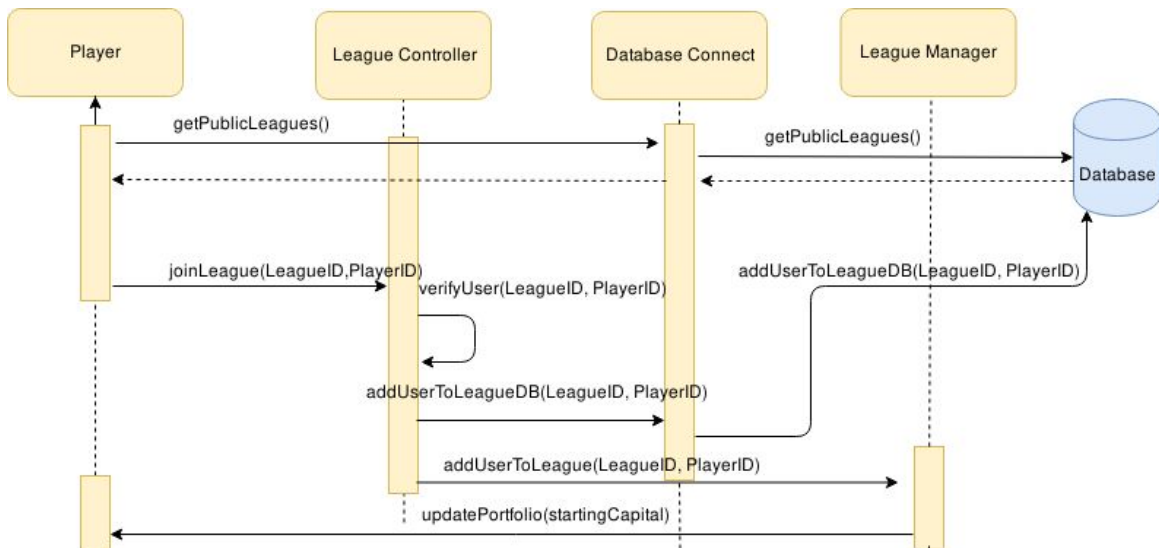 Player
League Controller
Database Connect
League Manager
getPublicLeagues()
getPublicLeagues()
Database
joinLeague(LeagueID,PlayerID)
verifyUser(LeagueID, PlayerID)
addUserToLeagueDB(LeagueID, PlayerID)
addUserToLeagueDB(LeagueID, PlayerID)
addUserToLeague(LeagueID, PlayerID)
updatePortfolio(startingCapital)